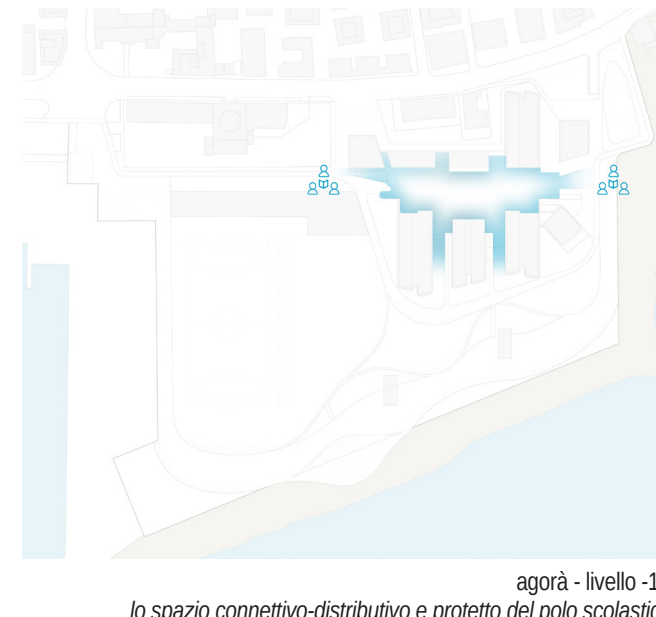 agorà - livello -1
lo spazio connettivo-distributivo e protetto del polo scolastic